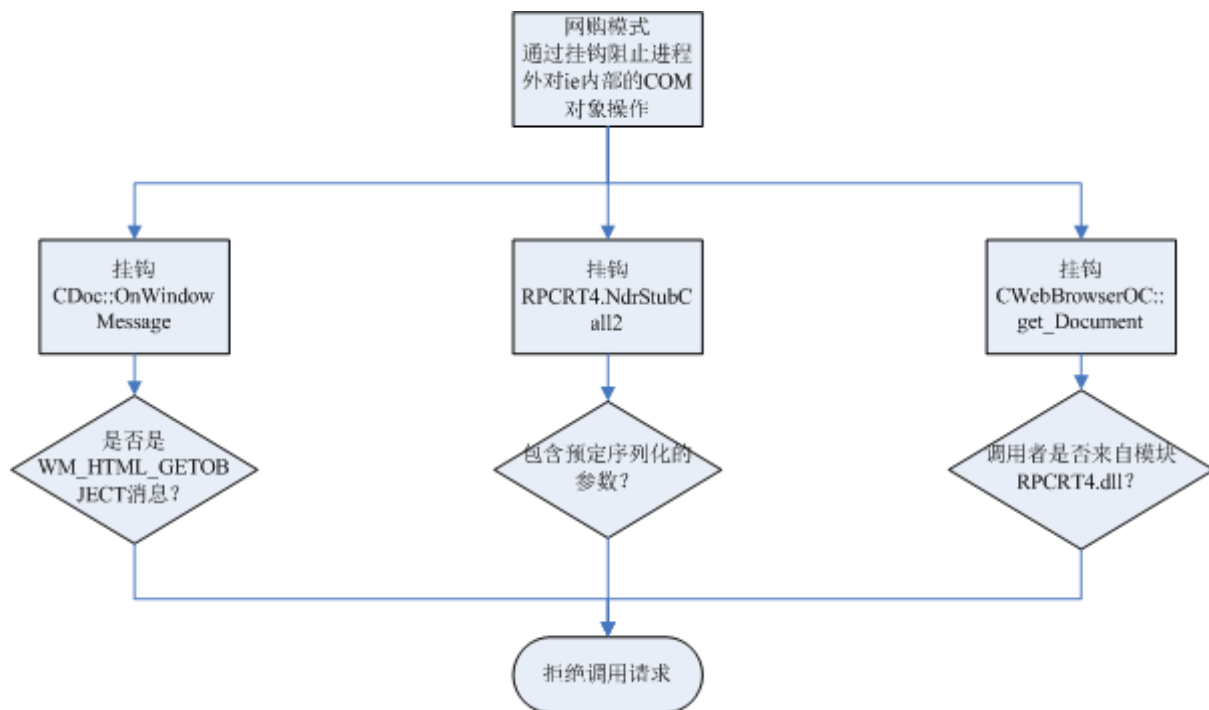 网购模式
通过挂钩阻止进程
外对ie内部的COM
对象操作
挂钩
CDoc::OnWindow
Message
挂钩
RPCRT4.NdrStubC
all2
挂钩
CWebBrowserOC::
get_Document
是否是
WM_HTML_GETOB
JECT消息？
包含预定序列化的
参数？
调用者是否来自模块
RPCRT4.dll？
拒绝调用请求